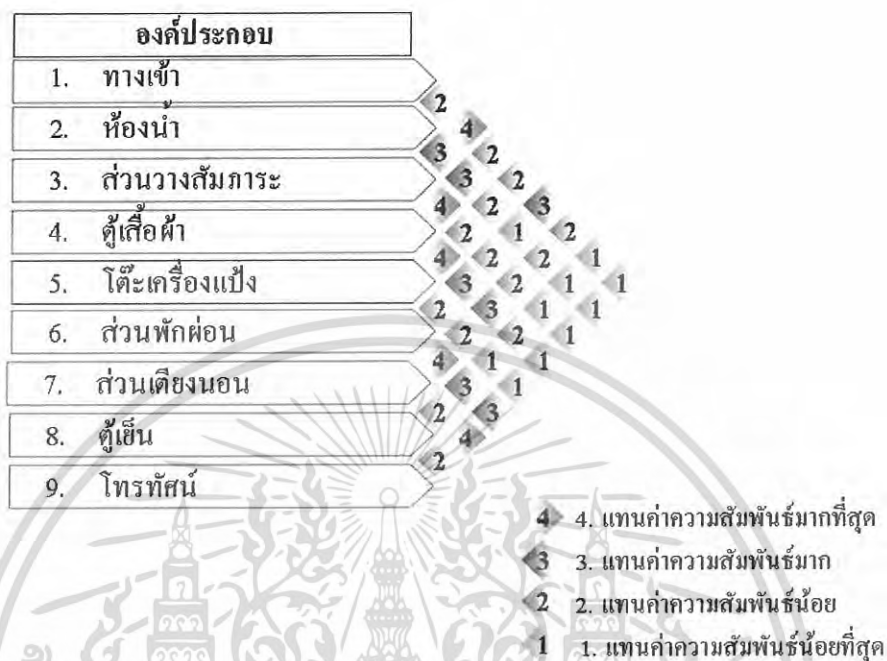 องค์ประกอบ
1. ทางเข้า
2
2. ห้องน้ำ 4
3 2
3. ส่วนวางสัมภาระ 3 2
4 2 3
4. ตู้เสื้อผ้า 2 1 2
4 2 2 1
5. โต๊ะเครื่องแป้ง 3 2 1 1
2 3 1 1
6. ส่วนพักผ่อน 2 2 1
4 1 1
7. ส่วนเตียงนอน 3 1
2 3
8. ตู้เย็น 4
2
9. โทรทัศน์
4 4. แทนค่าความสัมพันธ์มากที่สุด
3 3. แทนค่าความสัมพันธ์มาก
2 2. แทนค่าความสัมพันธ์น้อย
1 1. แทนค่าความสัมพันธ์น้อยที่สุด